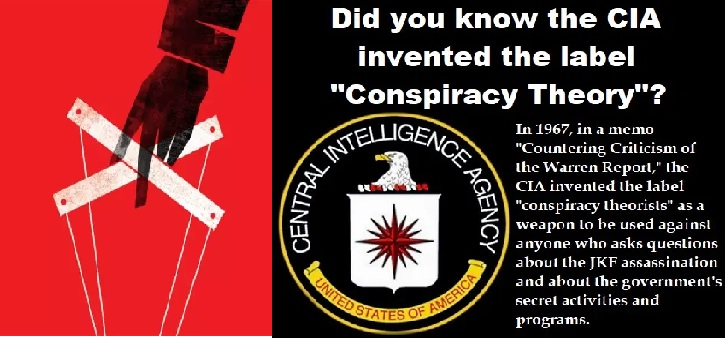 Did you know the CIA
invented the label
"Conspiracy Theory"?
CENTRAL INTELLIGENCE AGENCY
UNITED STATES OF AMERICA
In 1967, in a memo
"Countering Criticism of
the Warren Report," the
CIA invented the label
"conspiracy theorists" as a
weapon to be used against
anyone who asks questions
about the JKF assassination
and about the government's
secret activities and
programs.